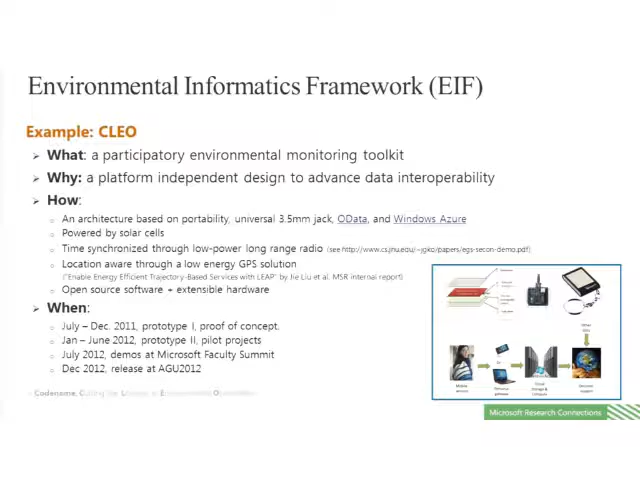 Environmental Informatics Framework (EIF)
Example: CLEO
➢ What: a participatory environmental monitoring toolkit
➢ Why: a platform independent design to advance data interoperability
➢ How:
o An architecture based on portability, universal 3.5mm jack, OData, and Windows Azure
o Powered by solar cells
o Time synchronized through low-power long range radio (see http://www.cs.jhu.edu/~jgko/papers/egs-secon-demo.pdf)
o Location aware through a low energy GPS solution
("Enable Energy Efficient Trajectory-Based Services with LEAP" by Jie Liu et al. MSR internal report)
o Open source software + extensible hardware
➢ When:
o July – Dec. 2011, prototype I, proof of concept.
o Jan – June 2012, prototype II, pilot projects
o July 2012, demos at Microsoft Faculty Summit
o Dec 2012, release at AGU2012
Codename, the
Microsoft Research Connections